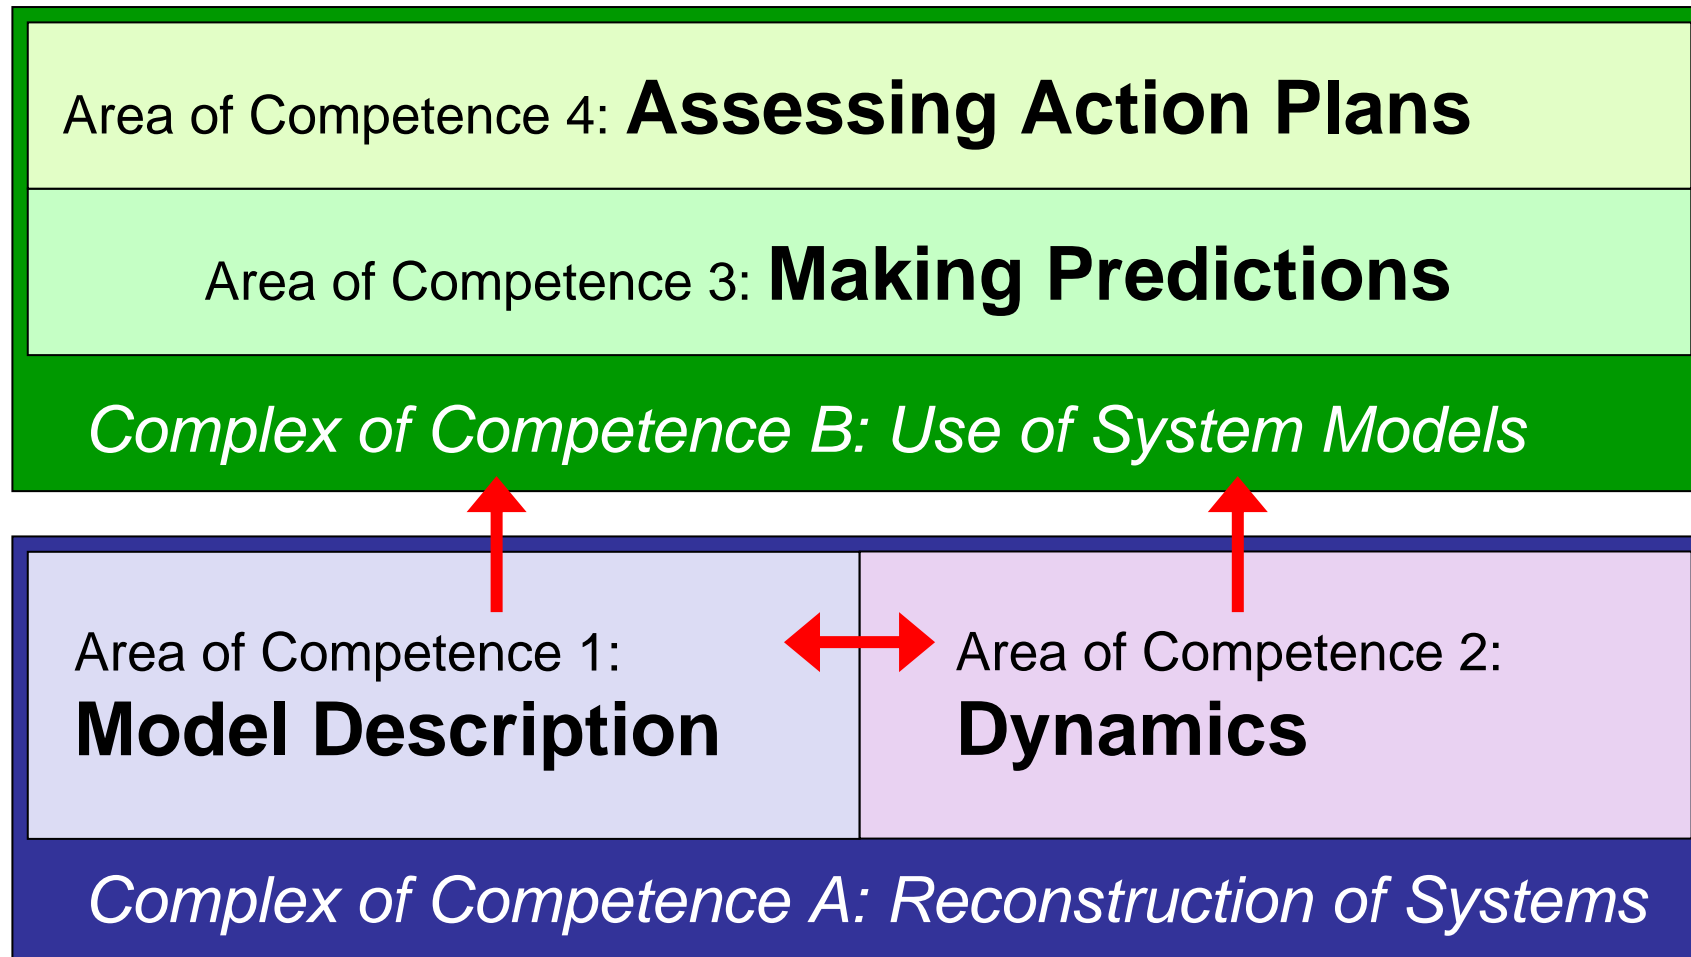 Area of Competence 4: Assessing Action Plans
Area of Competence 3: Making Predictions
Complex of Competence B: Use of System Models
Area of Competence 1:
Model Description
Area of Competence 2:
Dynamics
Complex of Competence A: Reconstruction of Systems